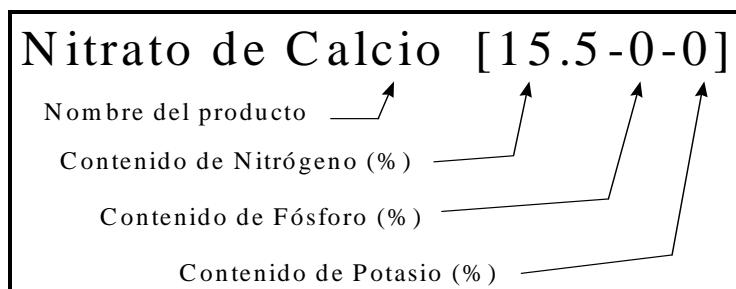 Nitrato de Calcio [15.5-0-0]
Nombre del producto
Contenido de Nitrógeno (%)
Contenido de Fósforo (%)
Contenido de Potasio (%)